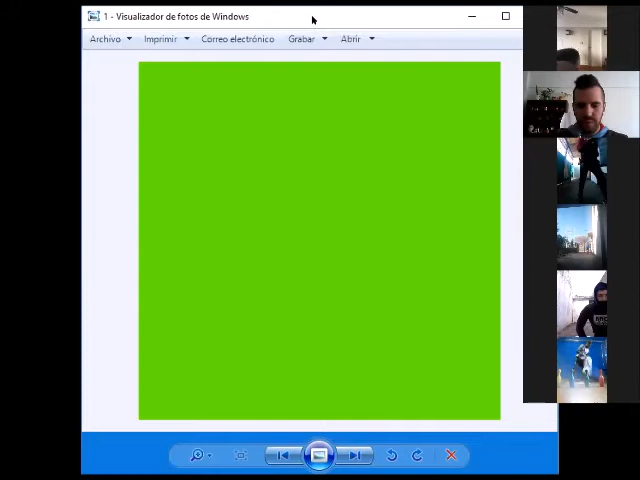 1 - Visualizador de fotos de Windows
Archivo Imprimir Correo electrónico Grabar Abrir